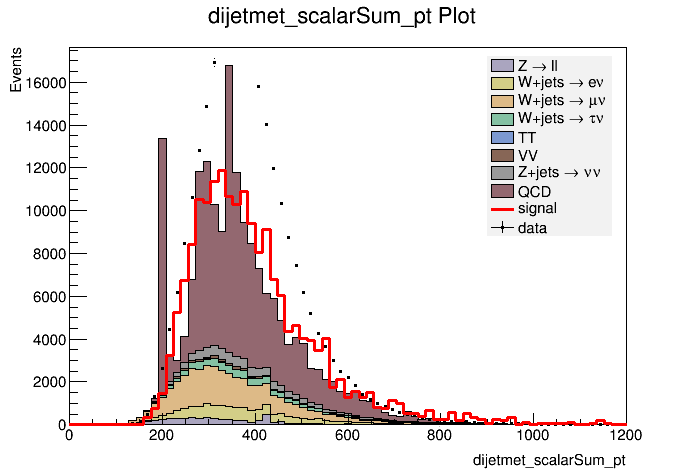 dijetmet_scalarSum_pt Plot
Events
16000
14000
12000
10000
8000
6000
4000
2000
0
0 200 400 600 800 1000 1200
dijetmet_scalarSum_pt
Z → ll
W+jets → eν
W+jets → μν
W+jets → τν
TT
VV
Z+jets → νν
QCD
signal
data